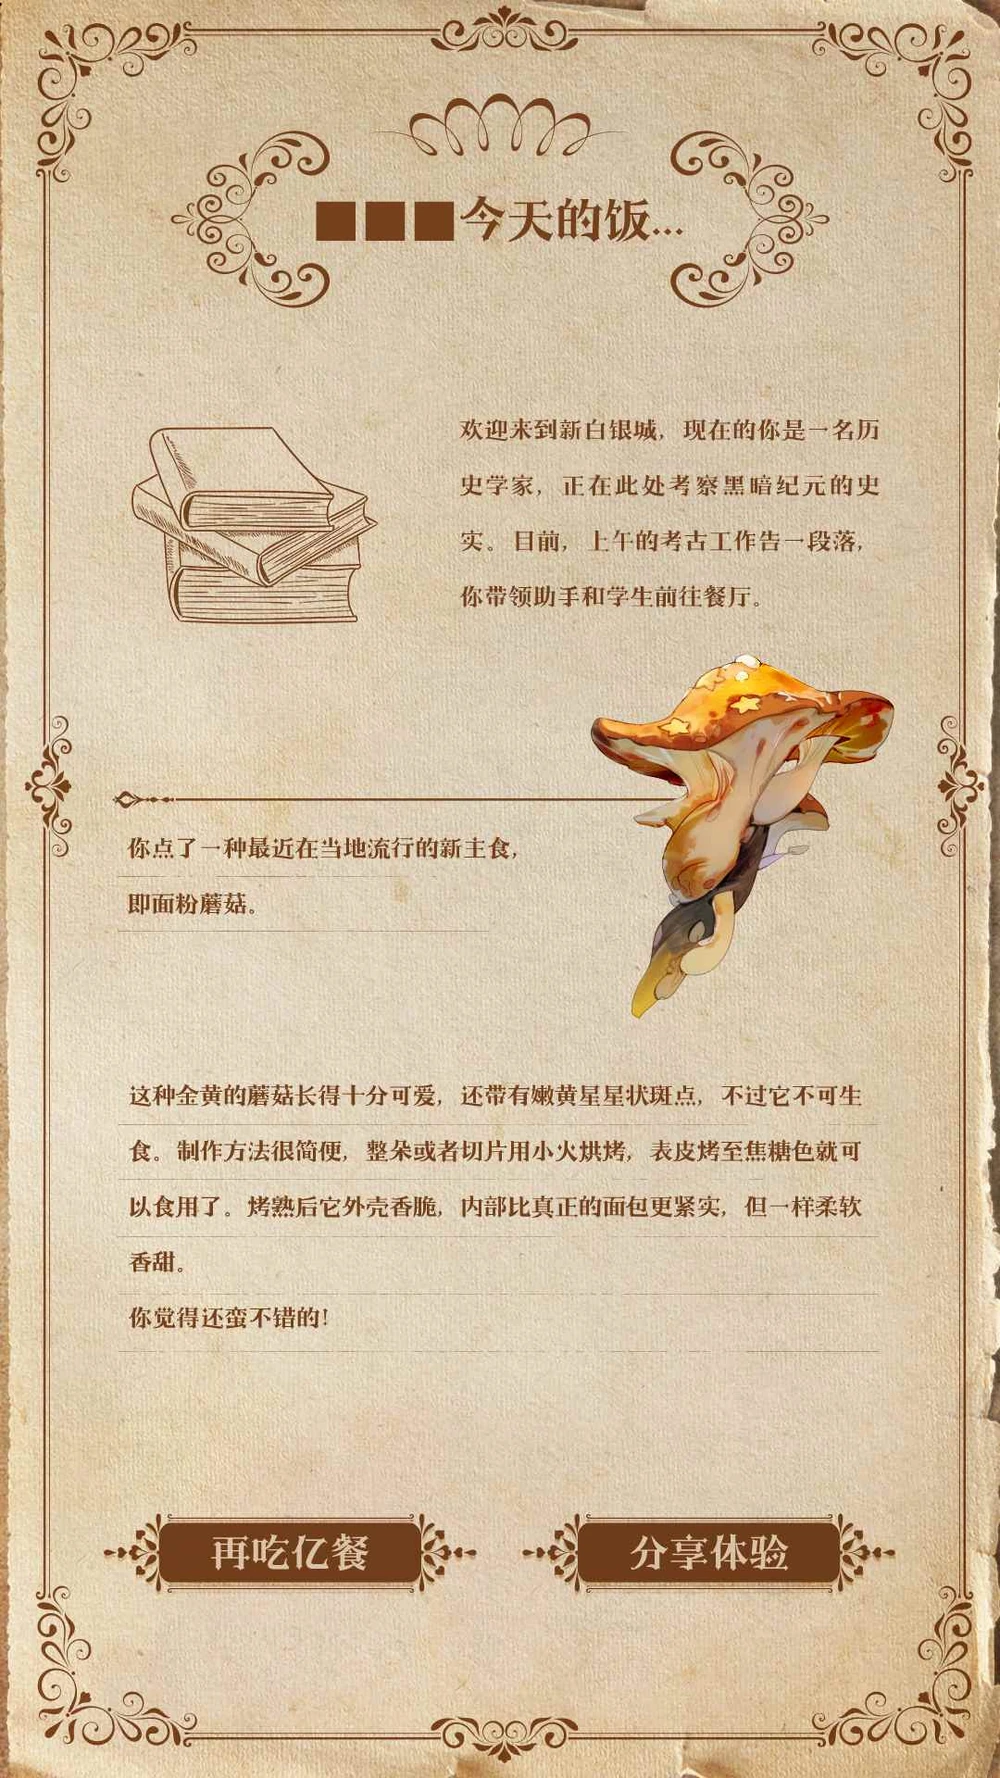 ■■■今天的饭...
欢迎来到新白银城，现在的你是一名历
史学家，正在此处考察黑暗纪元的史
实。目前，上午的考古工作告一段落，
你带领助手和学生前往餐厅。
你点了一种最近在当地流行的新主食，
即面粉蘑菇。
这种金黄的蘑菇长得十分可爱，还带有嫩黄星星状斑点，不过它不可生
食。制作方法很简便，整朵或者切片用小火烘烤，表皮烤至焦糖色就可
以食用了。烤熟后它外壳香脆，内部比真正的面包更紧实，但一样柔软
香甜。
你觉得还蛮不错的！
再吃亿餐
分享体验